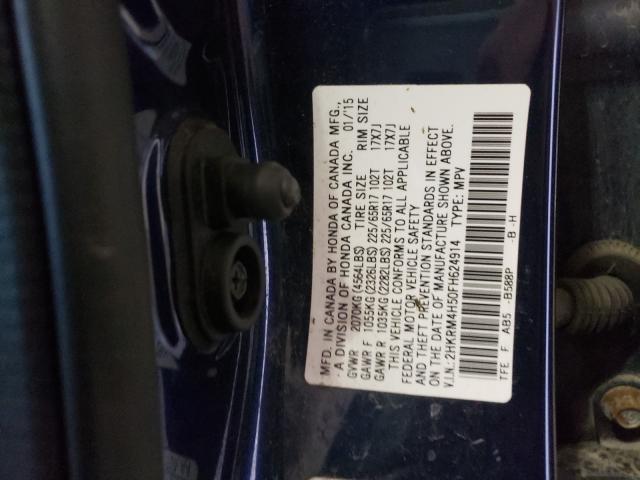 MFD. IN CANADA BY HONDA OF CANADA MFG.,
A DIVISION OF HONDA CANADA INC. 01/'15
GVWR 2070KG(4564LBS) TIRE SIZE RIM SIZE
GAWR F 1055KG(2326LBS) 225/65R17 102T 17X7J
GAWR R 1035KG(2282LBS) 225/65R17 102T 17X7J
THIS VEHICLE CONFORMS TO ALL APPLICABLE
FEDERAL MOTOR VEHICLE SAFETY
AND THEFT PREVENTION STANDARDS IN EFFECT
ON THE DATE OF MANUFACTURE SHOWN ABOVE.
V.I.N.:2HKRM4H50FH624914 TYPE: MPV
TFE F AB5 -B588P -B-H